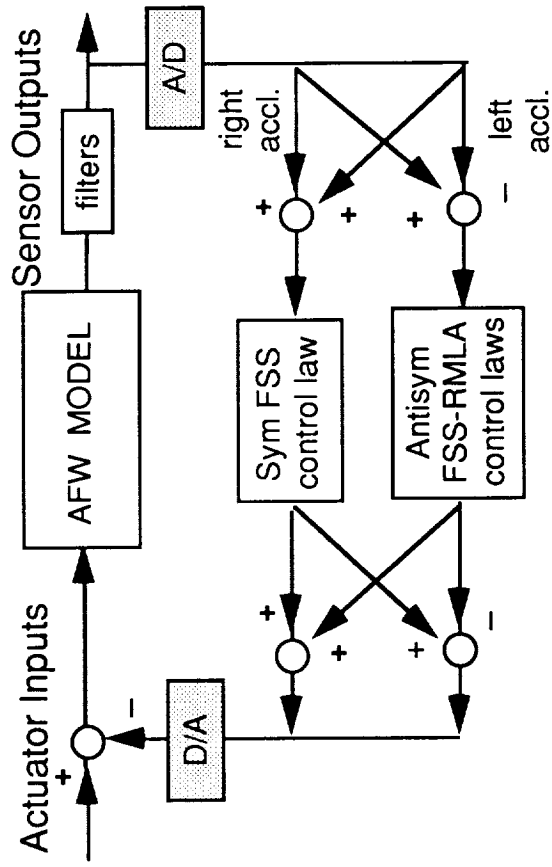 Actuator Inputs
Sensor Outputs
+
−
AFW MODEL
filters
D/A
A/D
right
accl.
left
accl.
+
+
+
−
Sym FSS
control law
Antisym
FSS-RMLA
control laws
+
+
+
−